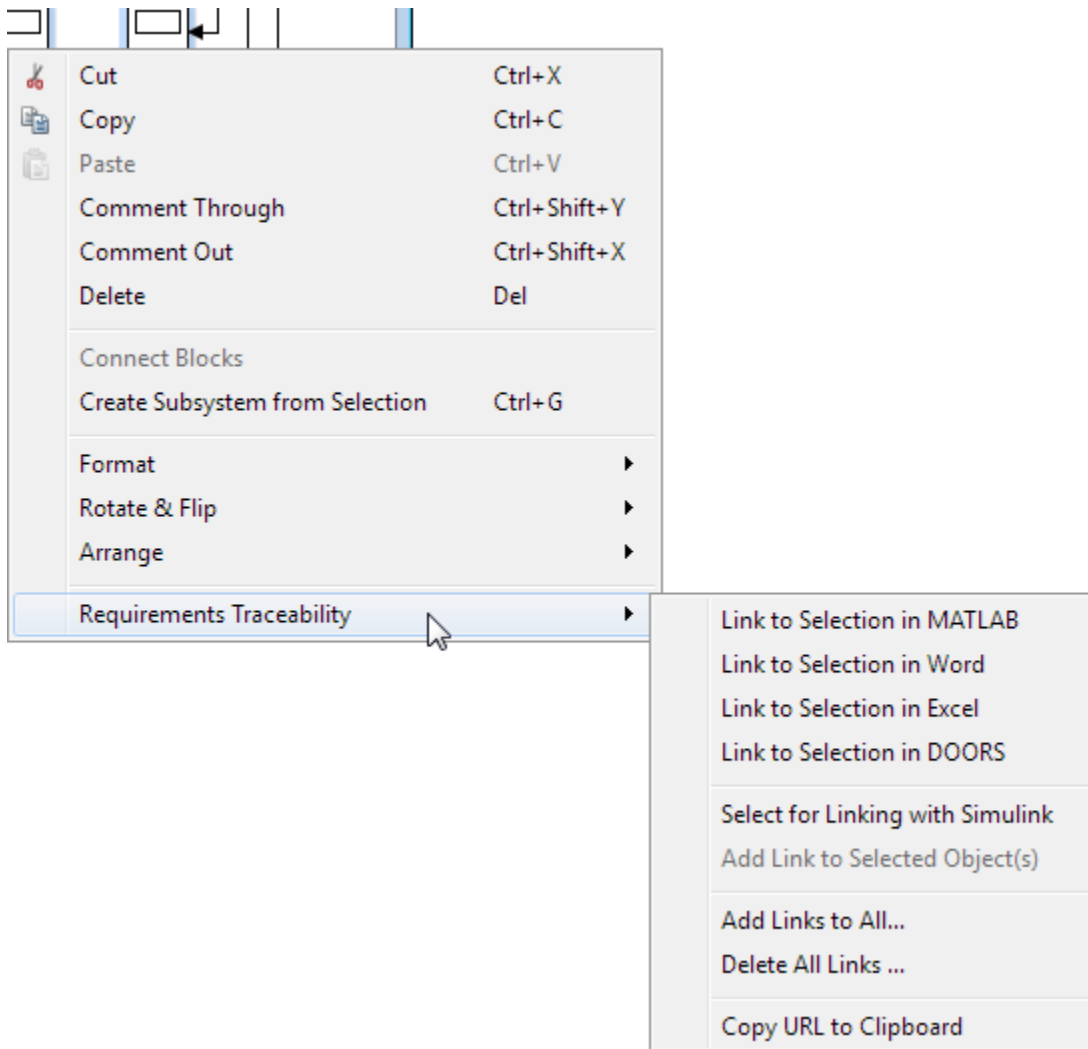 Cut Ctrl+X
Copy Ctrl+C
Paste Ctrl+V
Comment Through Ctrl+Shift+Y
Comment Out Ctrl+Shift+X
Delete Del
Connect Blocks
Create Subsystem from Selection Ctrl+G
Format
Rotate & Flip
Arrange
Requirements Traceability
Link to Selection in MATLAB
Link to Selection in Word
Link to Selection in Excel
Link to Selection in DOORS
Select for Linking with Simulink
Add Link to Selected Object(s)
Add Links to All...
Delete All Links ...
Copy URL to Clipboard